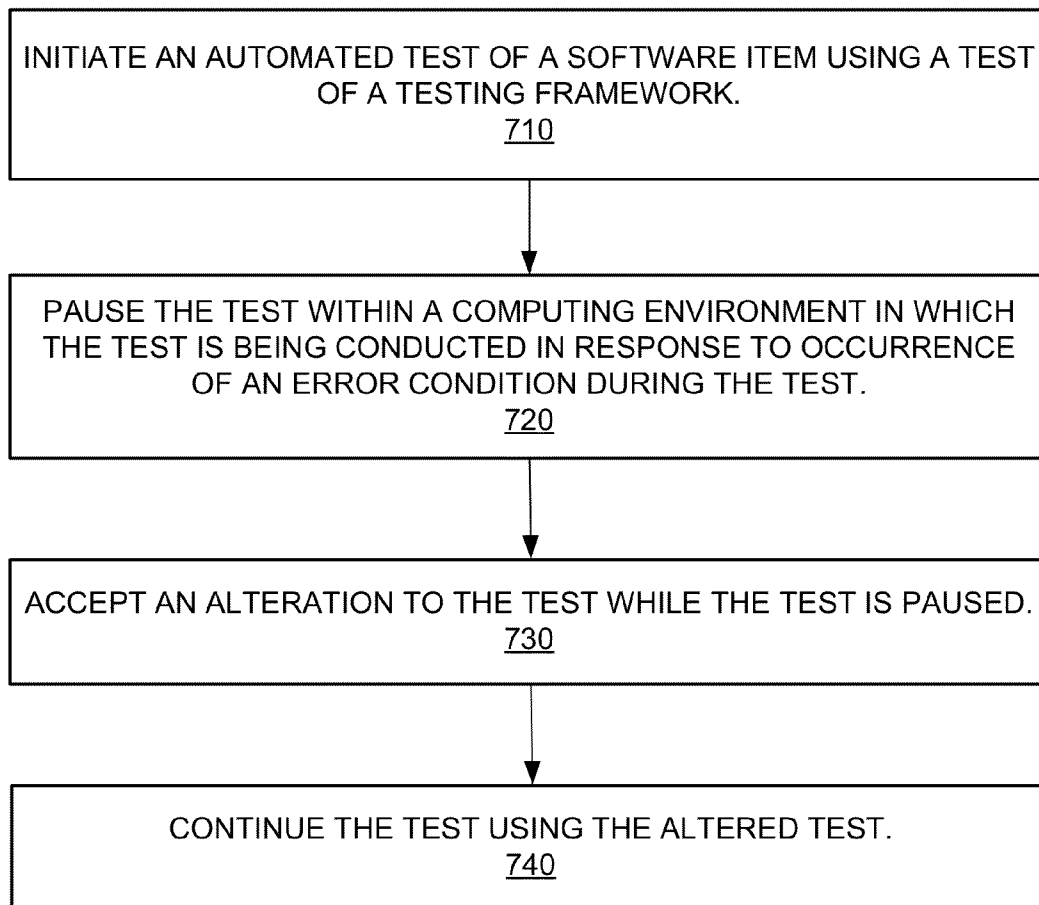 INITIATE AN AUTOMATED TEST OF A SOFTWARE ITEM USING A TEST
OF A TESTING FRAMEWORK.
710
PAUSE THE TEST WITHIN A COMPUTING ENVIRONMENT IN WHICH
THE TEST IS BEING CONDUCTED IN RESPONSE TO OCCURRENCE
OF AN ERROR CONDITION DURING THE TEST.
720
ACCEPT AN ALTERATION TO THE TEST WHILE THE TEST IS PAUSED.
730
CONTINUE THE TEST USING THE ALTERED TEST.
740